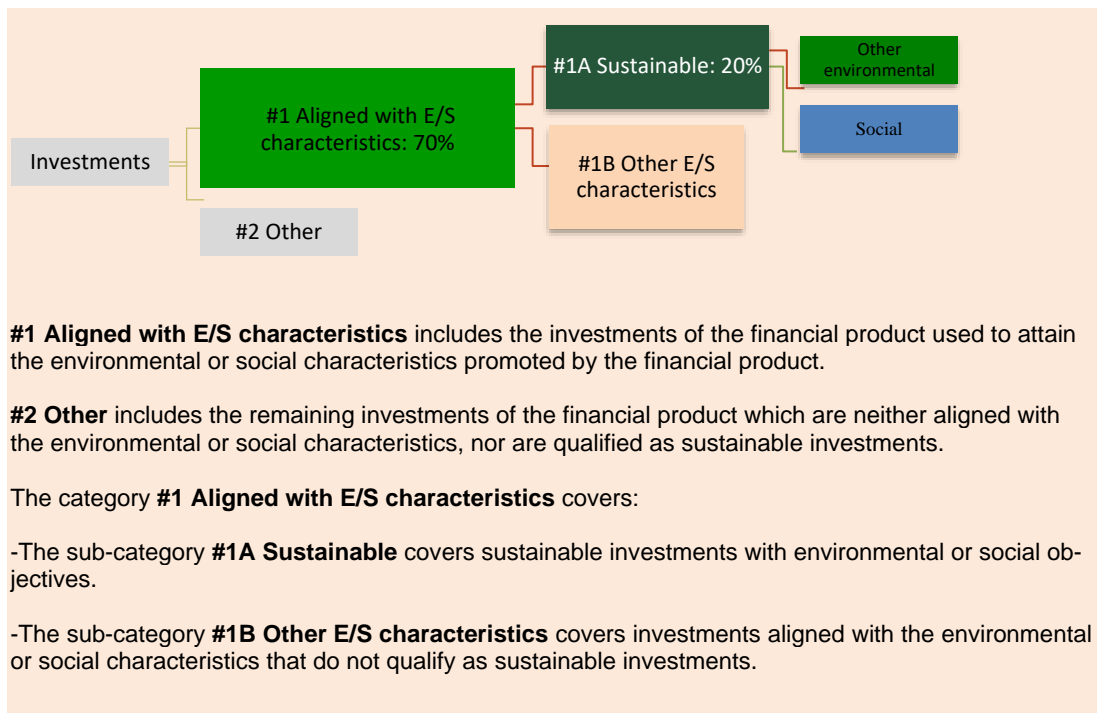 Investments
#1 Aligned with E/S
characteristics: 70%
#2 Other
#1A Sustainable: 20%
#1B Other E/S
characteristics
Other
environmental
Social
#1 Aligned with E/S characteristics includes the investments of the financial product used to attain
the environmental or social characteristics promoted by the financial product.
#2 Other includes the remaining investments of the financial product which are neither aligned with
the environmental or social characteristics, nor are qualified as sustainable investments.
The category #1 Aligned with E/S characteristics covers:
-The sub-category #1A Sustainable covers sustainable investments with environmental or social ob-
jectives.
-The sub-category #1B Other E/S characteristics covers investments aligned with the environmental
or social characteristics that do not qualify as sustainable investments.